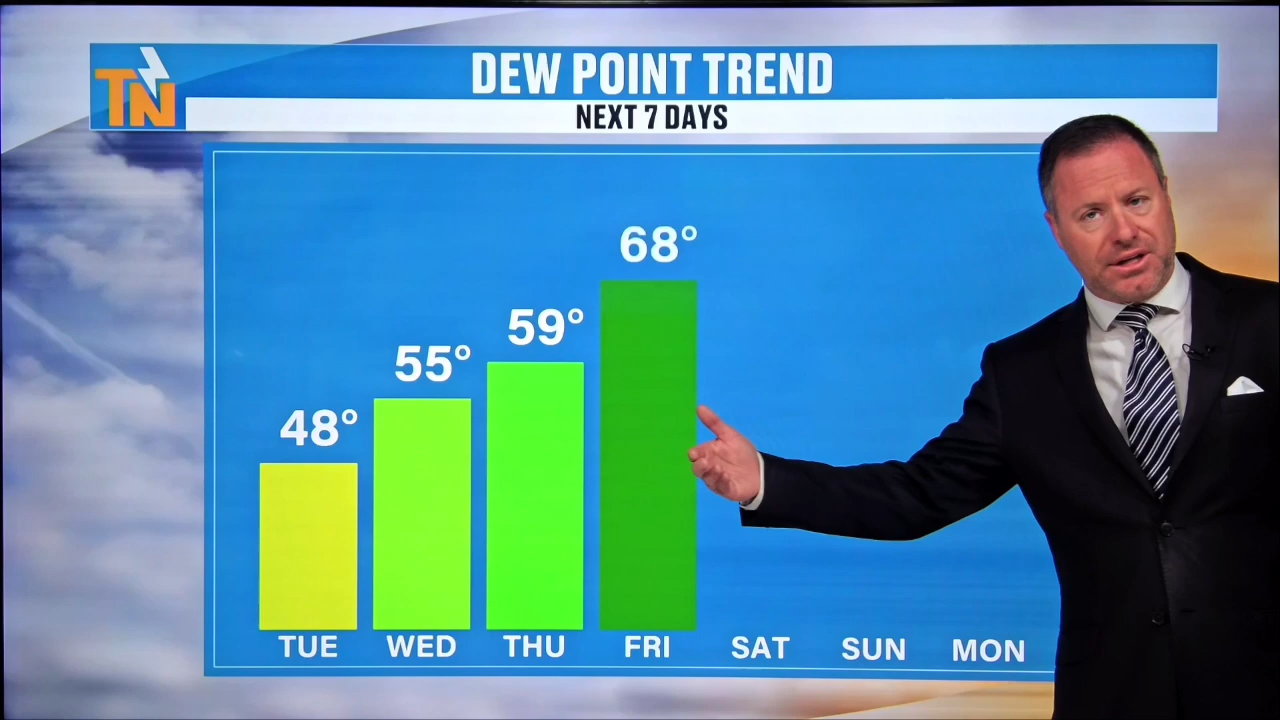 TN
DEW POINT TREND
NEXT 7 DAYS
68°
59°
55°
48°
TUE WED THU FRI SAT SUN MON